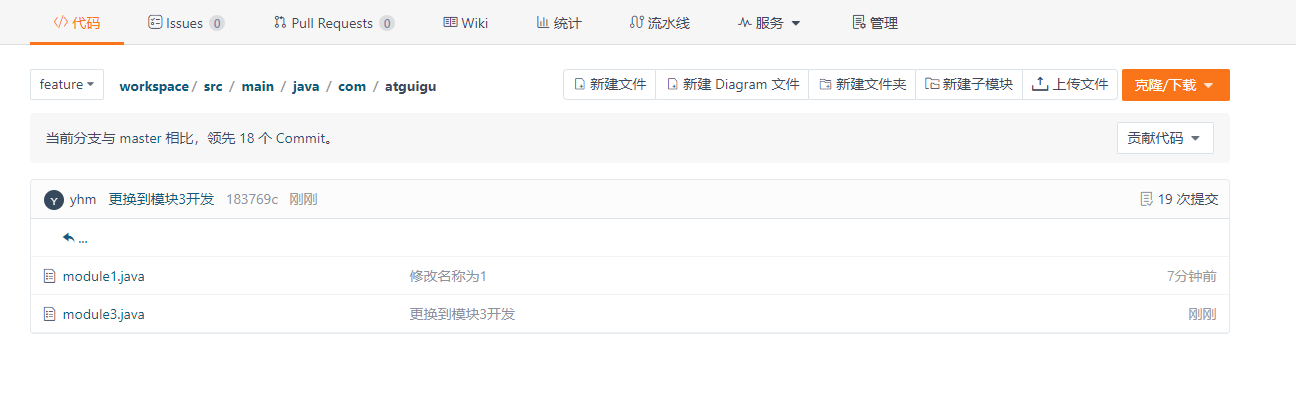 代码 Issues 0 Pull Requests 0 Wiki 统计 流水线 服务 管理
feature workspace / src / main / java / com / atguigu 新建文件 新建 Diagram 文件 新建文件夹 新建子模块 上传文件 克隆/下载
当前分支与 master 相比，领先 18 个 Commit。 贡献代码
Y yhm 更换到模块3开发 183769c 刚刚 19 次提交
...
module1.java 修改名称为1 7分钟前
module3.java 更换到模块3开发 刚刚